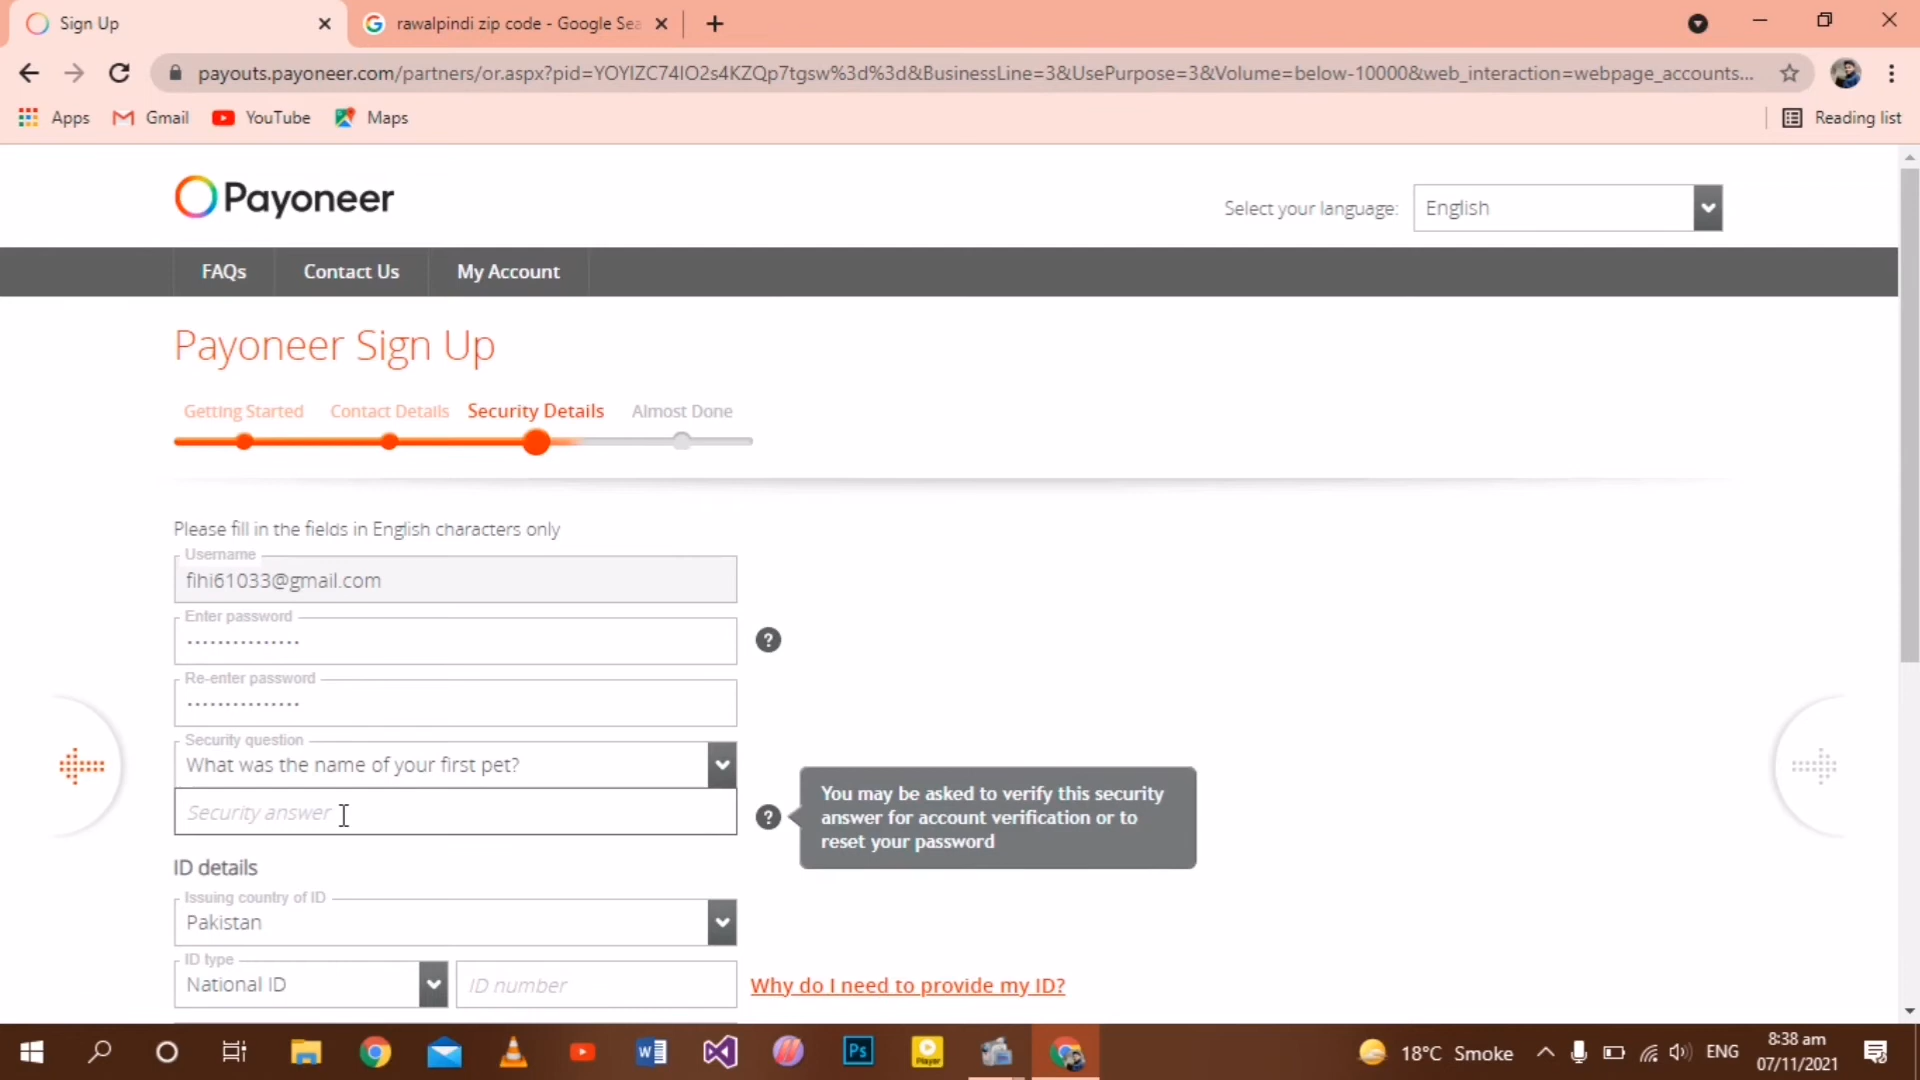 Sign Up
rawalpindi zip code - Google Sea
payouts.payoneer.com/partners/or.aspx?pid=YOYIZC74IO2s4KZQp7tgsw%3d%3d&BusinessLine=3&UsePurpose=3&Volume=below-10000&web_interaction=webpage_accounts...
Apps
Gmail
YouTube
Maps
Reading list
Payoneer
Select your language:
English
FAQs
Contact Us
My Account
Payoneer Sign Up
Getting Started
Contact Details
Security Details
Almost Done
Please fill in the fields in English characters only
Username
fihi61033@gmail.com
Enter password
...............
?
Re-enter password
...............
Security question
What was the name of your first pet?
Security answer
?
You may be asked to verify this security
answer for account verification or to
reset your password
ID details
Issuing country of ID
Pakistan
ID type
National ID
ID number
Why do I need to provide my ID?
Ps
Player
18°C Smoke
ENG
8:38 am
07/11/2021